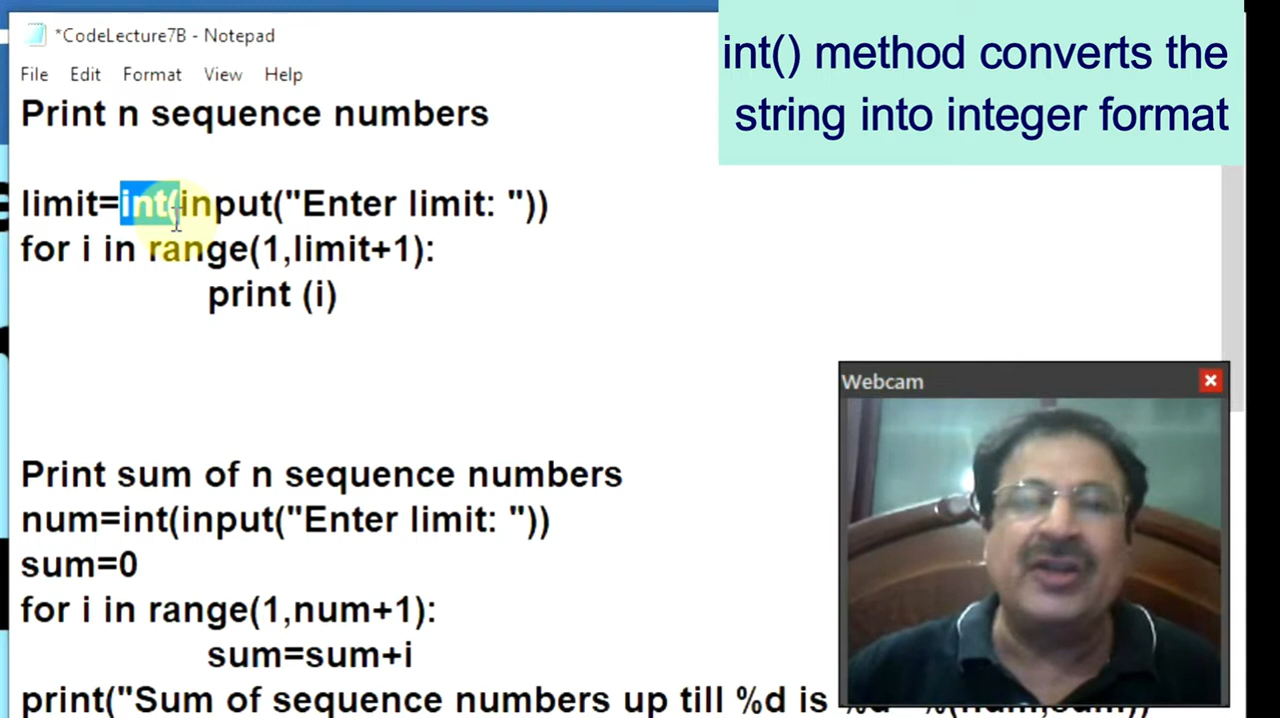 *CodeLecture7B - Notepad
File Edit Format View Help
int() method converts the
string into integer format
Print n sequence numbers
limit=int(input("Enter limit: "))
for i in range(1,limit+1):
print (i)
Webcam
Print sum of n sequence numbers
num=int(input("Enter limit: "))
sum=0
for i in range(1,num+1):
sum=sum+i
print("Sum of sequence numbers up till %d is